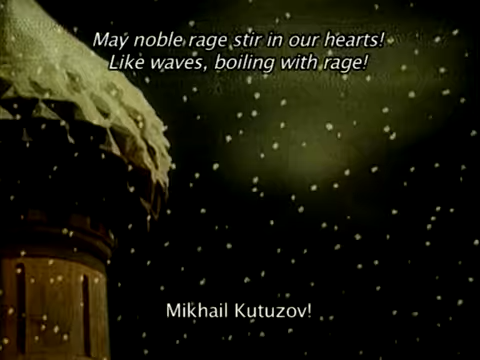 May noble rage stir in our hearts!
Like waves, boiling with rage!
Mikhail Kutuzov!